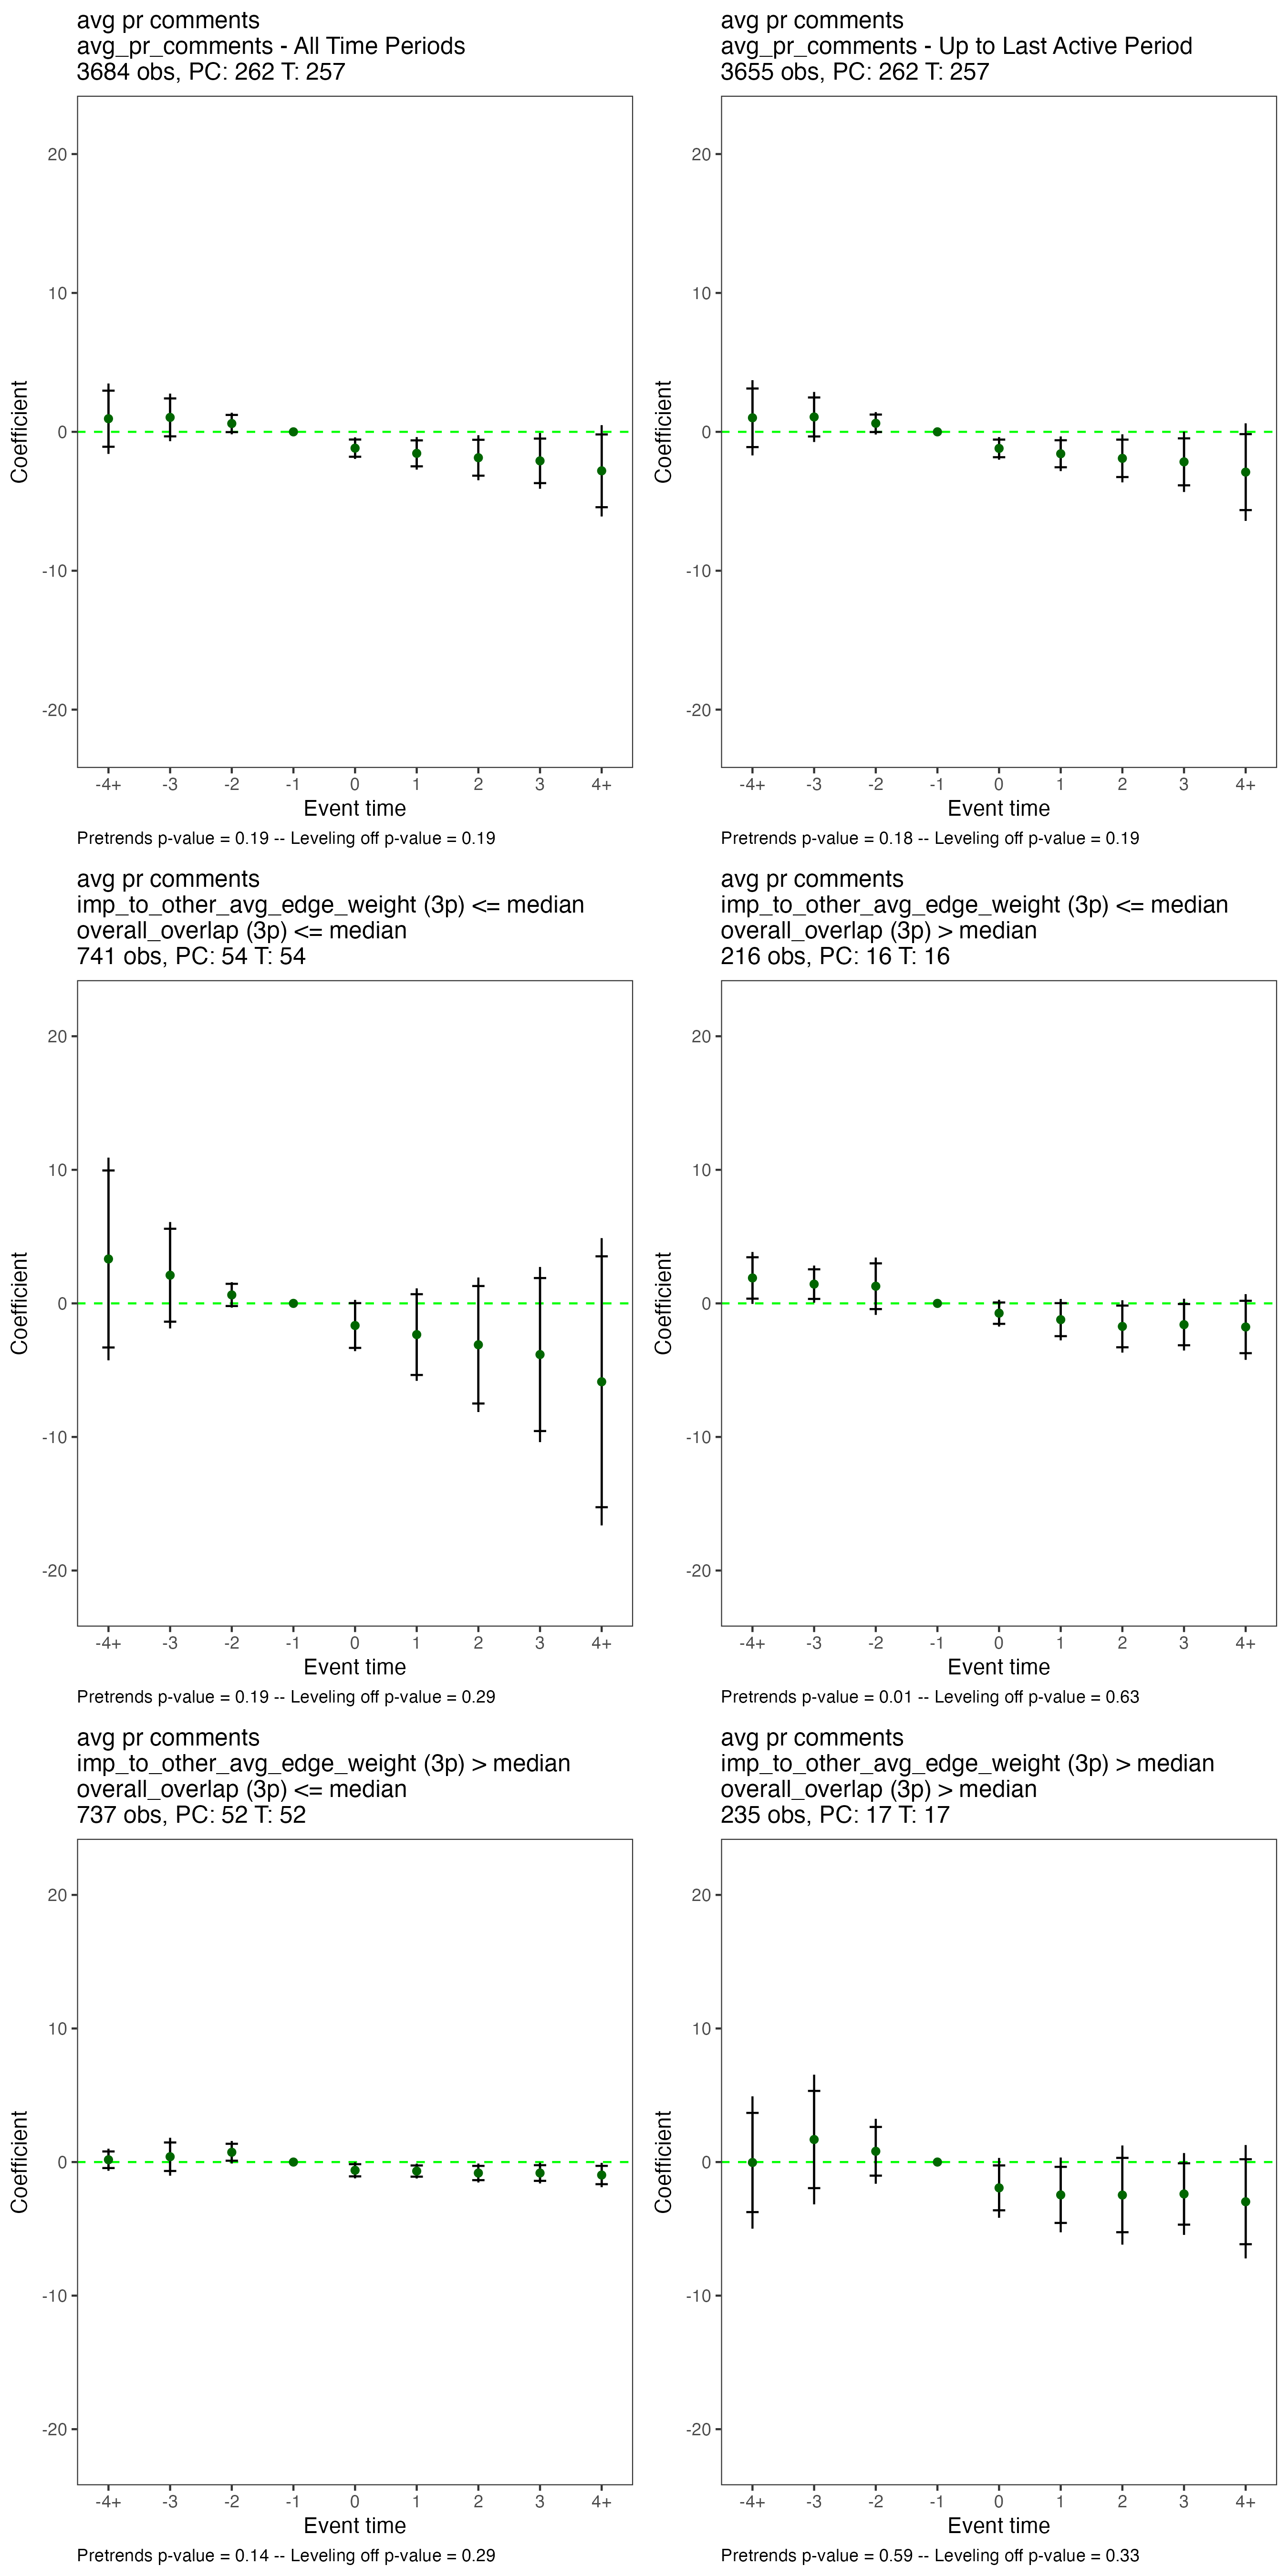 avg pr comments
avg_pr_comments - All Time Periods
3684 obs, PC: 262 T: 257
Coefficient
20
10
0
-10
-20
-4+ -3 -2 -1 0 1 2 3 4+
Event time
Pretrends p-value = 0.19 -- Leveling off p-value = 0.19
avg pr comments
avg_pr_comments - Up to Last Active Period
3655 obs, PC: 262 T: 257
Coefficient
20
10
0
-10
-20
-4+ -3 -2 -1 0 1 2 3 4+
Event time
Pretrends p-value = 0.18 -- Leveling off p-value = 0.19
avg pr comments
imp_to_other_avg_edge_weight (3p) <= median
overall_overlap (3p) <= median
741 obs, PC: 54 T: 54
Coefficient
20
10
0
-10
-20
-4+ -3 -2 -1 0 1 2 3 4+
Event time
Pretrends p-value = 0.19 -- Leveling off p-value = 0.29
avg pr comments
imp_to_other_avg_edge_weight (3p) <= median
overall_overlap (3p) > median
216 obs, PC: 16 T: 16
Coefficient
20
10
0
-10
-20
-4+ -3 -2 -1 0 1 2 3 4+
Event time
Pretrends p-value = 0.01 -- Leveling off p-value = 0.63
avg pr comments
imp_to_other_avg_edge_weight (3p) > median
overall_overlap (3p) <= median
737 obs, PC: 52 T: 52
Coefficient
20
10
0
-10
-20
-4+ -3 -2 -1 0 1 2 3 4+
Event time
Pretrends p-value = 0.14 -- Leveling off p-value = 0.29
avg pr comments
imp_to_other_avg_edge_weight (3p) > median
overall_overlap (3p) > median
235 obs, PC: 17 T: 17
Coefficient
20
10
0
-10
-20
-4+ -3 -2 -1 0 1 2 3 4+
Event time
Pretrends p-value = 0.59 -- Leveling off p-value = 0.33